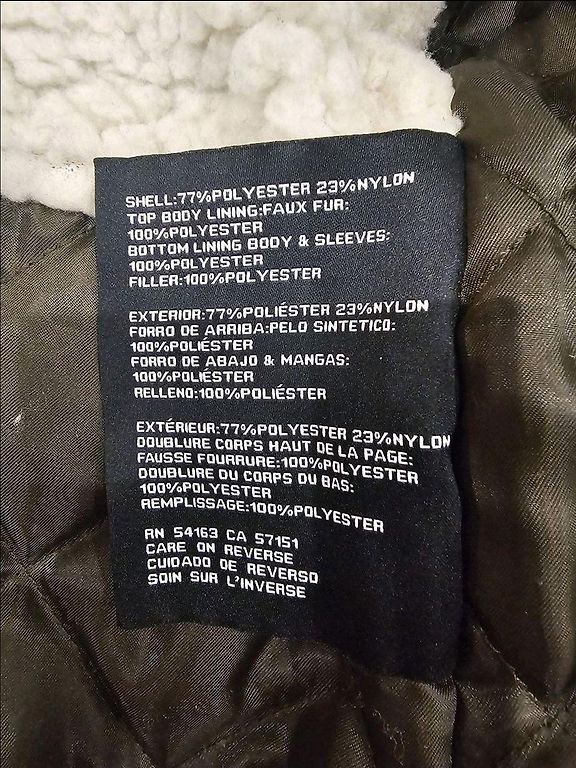 SHELL:77%POLYESTER 23%NYLON
TOP BODY LINING:FAUX FUR:
100%POLYESTER
BOTTOM LINING BODY & SLEEVES:
100%POLYESTER
FILLER:100%POLYESTER
EXTERIOR:77%POLIÉSTER 23%NYLON
FORRO DE ARRIBA:PELO SINTETICO:
100%POLIÉSTER
FORRO DE ABAJO & MANGAS:
100%POLIÉSTER
RELLENO:100%POLIÉSTER
EXTÉRIEUR:77%POLYESTER 23%NYLON
DOUBLURE CORPS HAUT DE LA PAGE:
FAUSSE FOURRURE:100%POLYESTER
DOUBLURE DU CORPS DU BAS:
100%POLYESTER
REMPLISSAGE:100%POLYESTER
RN 54163 CA 57151
CARE ON REVERSE
CUIDADO DE REVERSO
SOIN SUR L'INVERSE